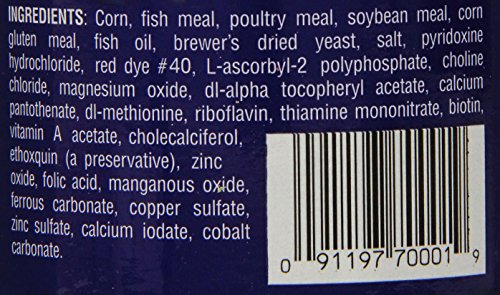 INGREDIENTS: Corn, fish meal, poultry meal, soybean meal, corn
gluten meal, fish oil, brewer's dried yeast, salt, pyridoxine
hydrochloride, red dye #40, L-ascorbyl-2 polyphosphate, choline
chloride, magnesium oxide, dl-alpha tocopheryl acetate, calcium
pantothenate, dl-methionine, riboflavin, thiamine mononitrate, biotin,
vitamin A acetate, cholecalciferol,
ethoxquin (a preservative), zinc
oxide, folic acid, manganous oxide,
ferrous carbonate, copper sulfate,
zinc sulfate, calcium iodate, cobalt
carbonate.
0 91197 70001 9